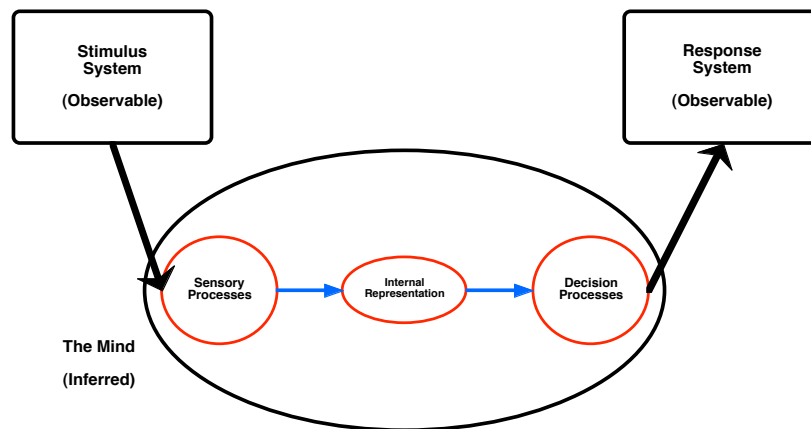 Stimulus
System
(Observable)
Response
System
(Observable)
Sensory
Processes
Internal
Representation
Decision
Processes
The Mind
(Inferred)